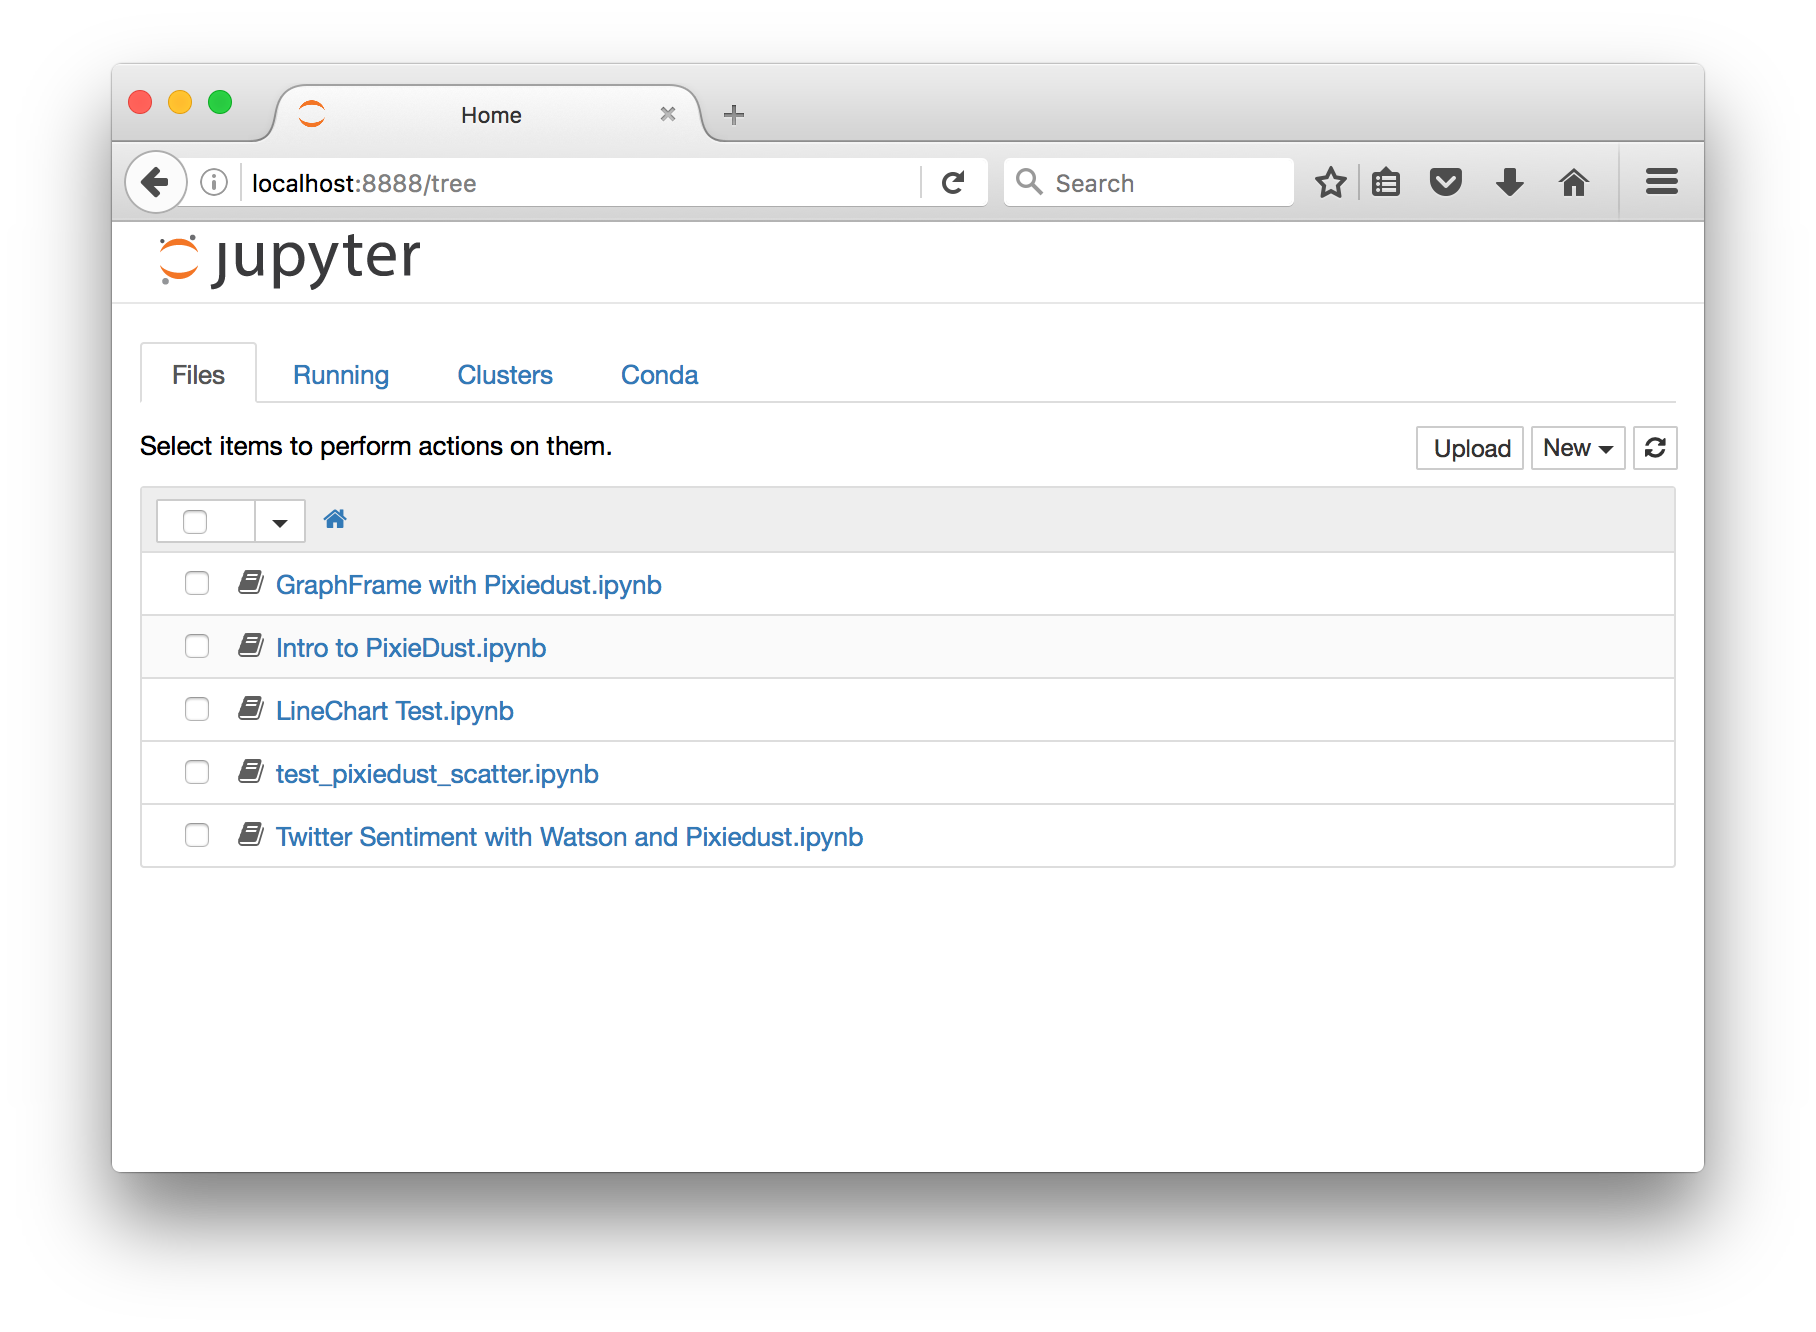 Home
localhost:8888/tree
Search
jupyter
Files Running Clusters Conda
Select items to perform actions on them.
Upload New
GraphFrame with Pixiedust.ipynb
Intro to PixieDust.ipynb
LineChart Test.ipynb
test_pixiedust_scatter.ipynb
Twitter Sentiment with Watson and Pixiedust.ipynb